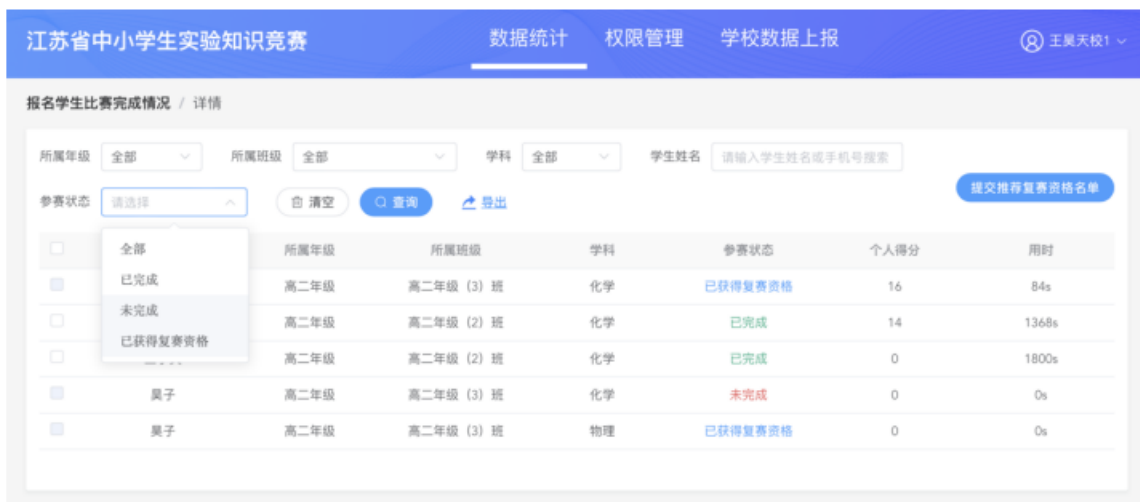 江苏省中小学生实验知识竞赛 数据统计 权限管理 学校数据上报 王昊天校1
报名学生比赛完成情况 / 详情
所属年级 全部 所属班级 全部 学科 全部 学生姓名 请输入学生姓名或手机号搜索
提交推荐复赛资格名单
参赛状态 请选择 清空 查询 导出
全部
已完成
未完成
已获得复赛资格
所属年级 所属班级 学科 参赛状态 个人得分 用时
高二年级 高二年级（3）班 化学 已获得复赛资格 16 84s
高二年级 高二年级（2）班 化学 已完成 14 1368s
高二年级 高二年级（2）班 化学 已完成 0 1800s
昊子 高二年级 高二年级（3）班 化学 未完成 0 0s
昊子 高二年级 高二年级（3）班 物理 已获得复赛资格 0 0s